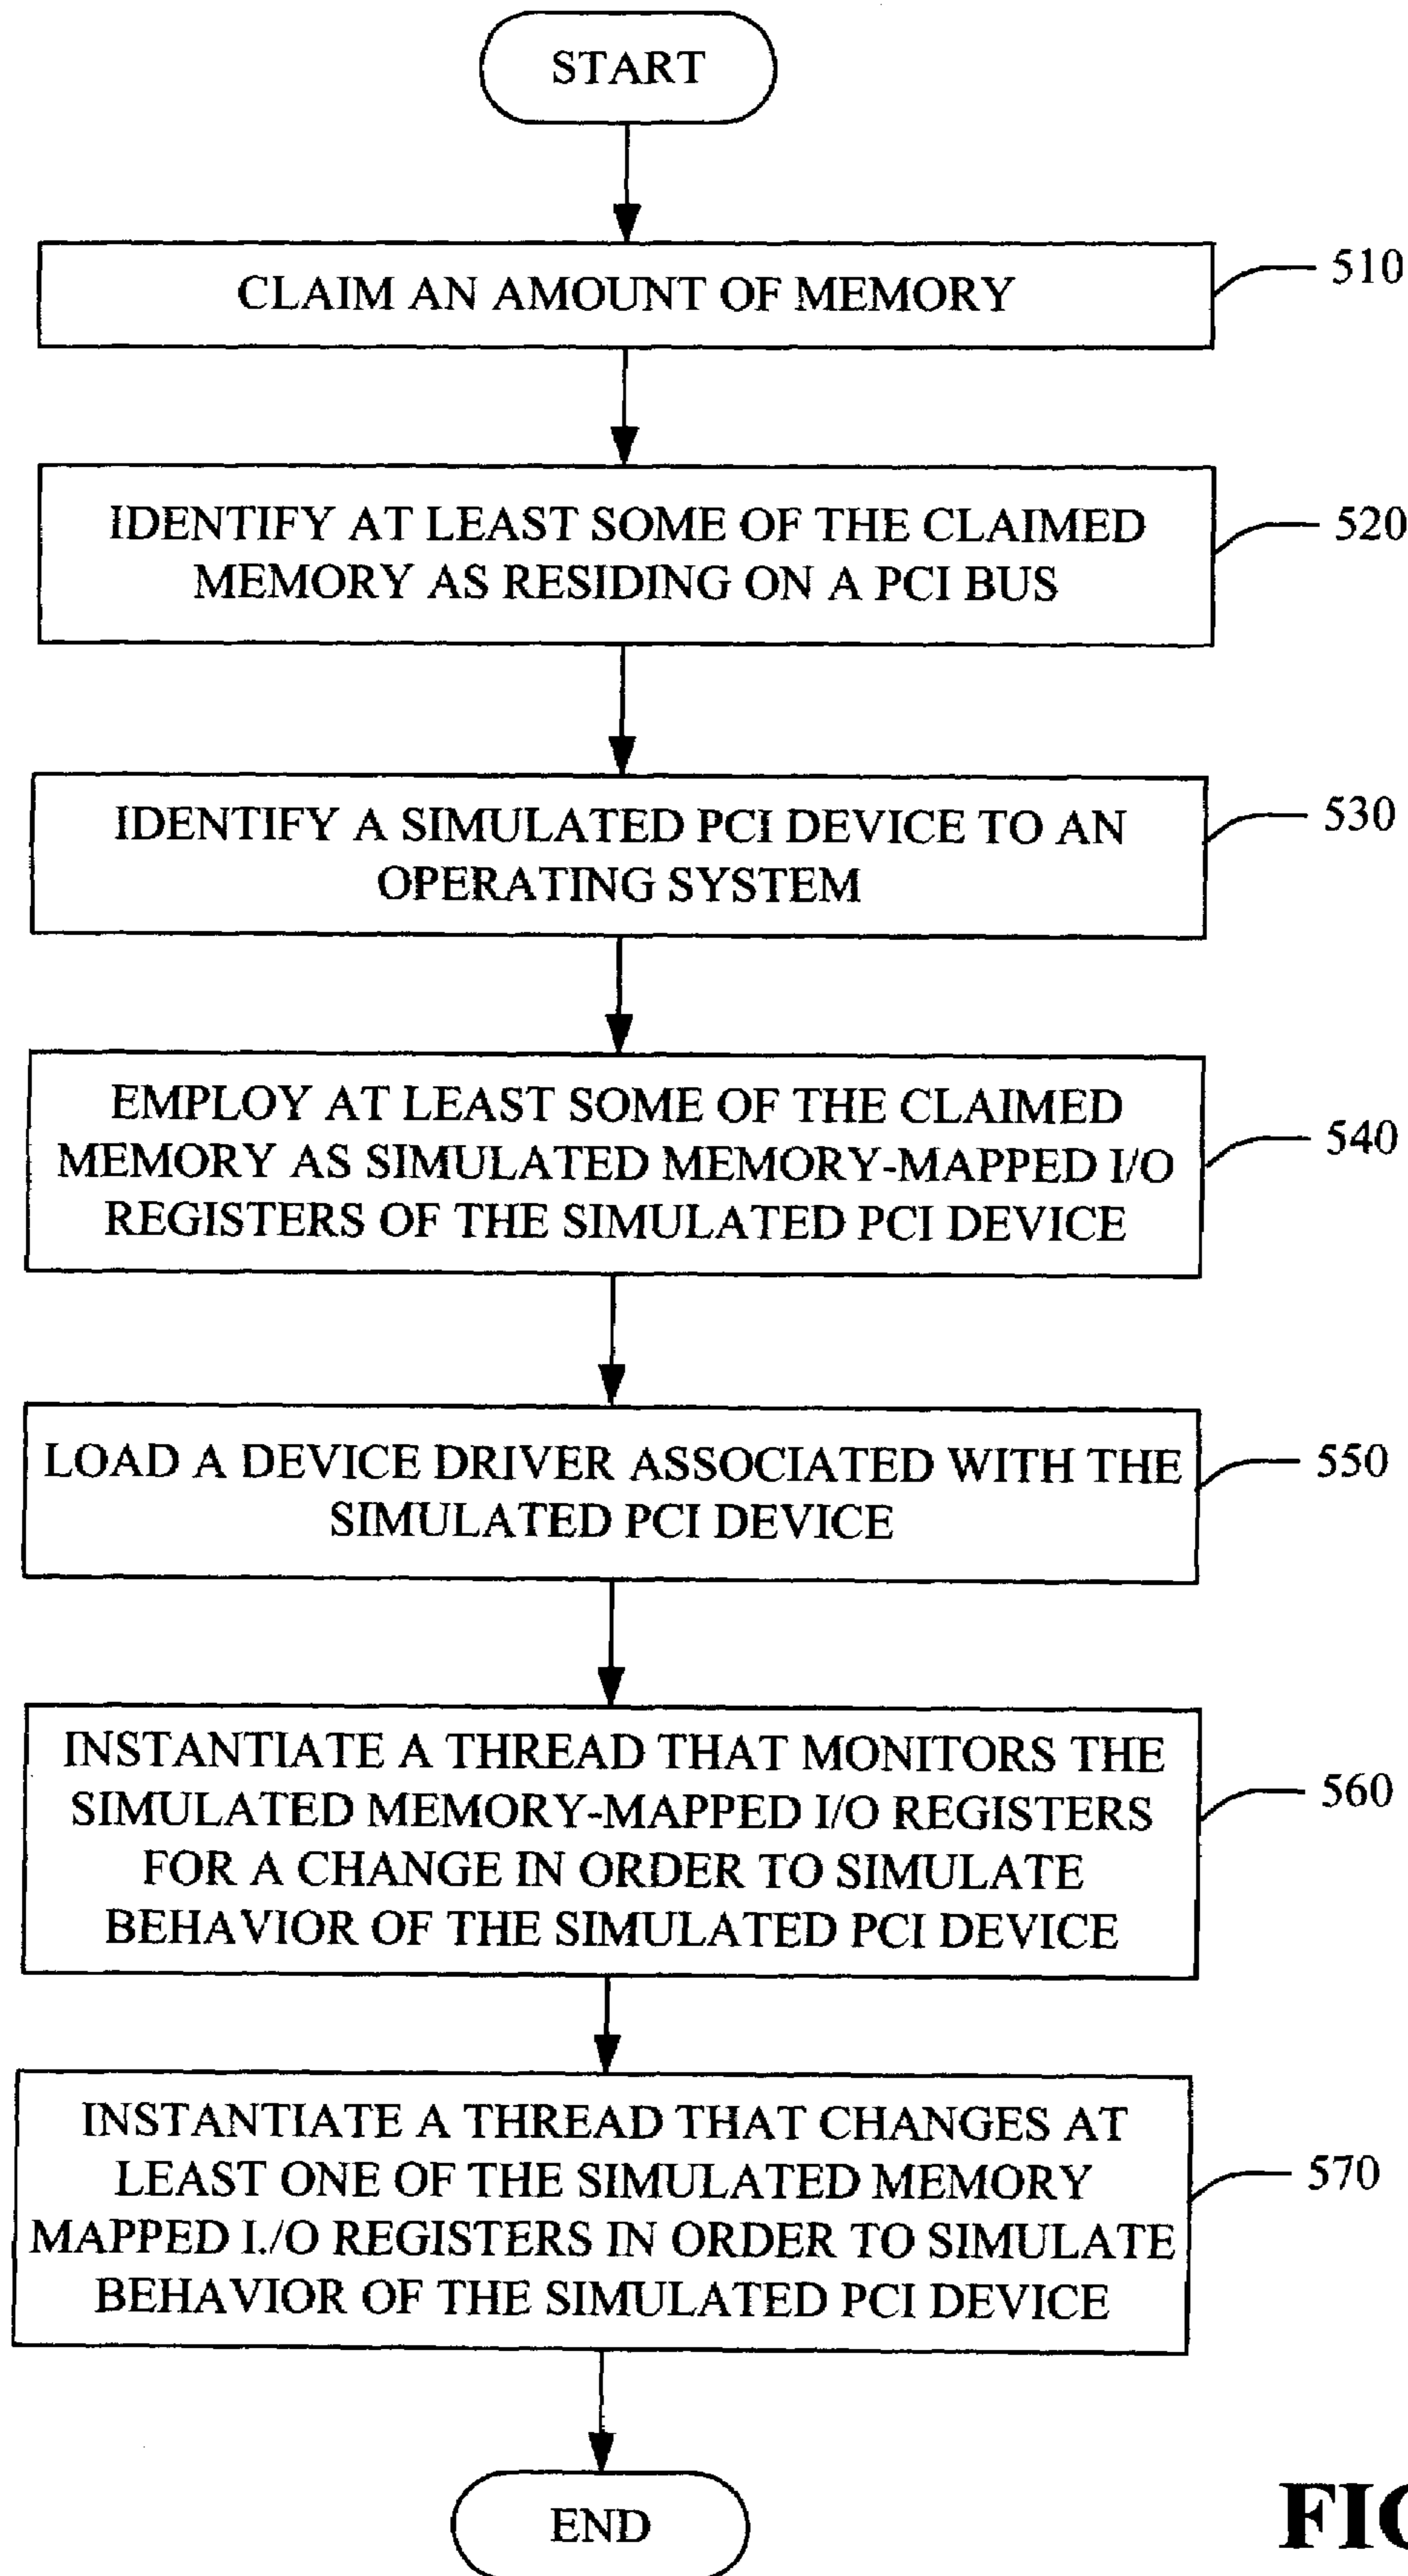 START
CLAIM AN AMOUNT OF MEMORY
510
IDENTIFY AT LEAST SOME OF THE CLAIMED
MEMORY AS RESIDING ON A PCI BUS
520
IDENTIFY A SIMULATED PCI DEVICE TO AN
OPERATING SYSTEM
530
EMPLOY AT LEAST SOME OF THE CLAIMED
MEMORY AS SIMULATED MEMORY-MAPPED I/O
REGISTERS OF THE SIMULATED PCI DEVICE
540
LOAD A DEVICE DRIVER ASSOCIATED WITH THE
SIMULATED PCI DEVICE
550
INSTANTIATE A THREAD THAT MONITORS THE
SIMULATED MEMORY-MAPPED I/O REGISTERS
FOR A CHANGE IN ORDER TO SIMULATE
BEHAVIOR OF THE SIMULATED PCI DEVICE
560
INSTANTIATE A THREAD THAT CHANGES AT
LEAST ONE OF THE SIMULATED MEMORY
MAPPED I./O REGISTERS IN ORDER TO SIMULATE
BEHAVIOR OF THE SIMULATED PCI DEVICE
570
END